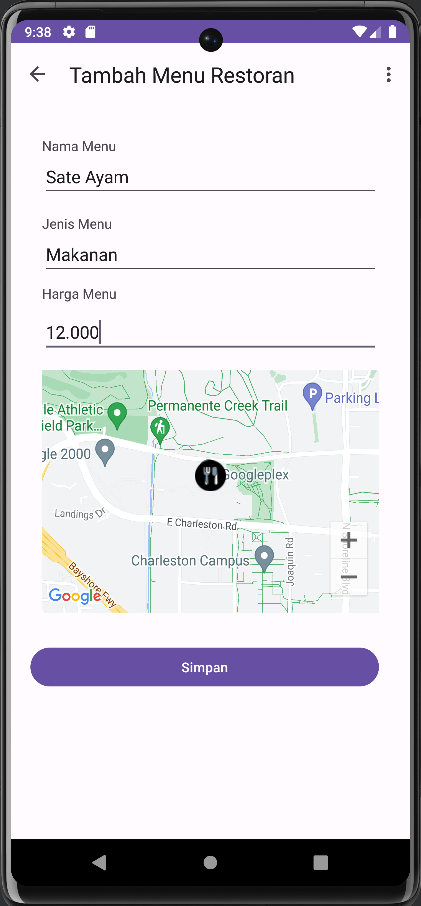 9:38
Tambah Menu Restoran
Nama Menu
Sate Ayam
Jenis Menu
Makanan
Harga Menu
12.000
Permanente Creek Trail
P
Parking L
le Athletic
ield Park...
gle 2000
Googleplex
Landings Dr
E Charleston Rd
Charleston Campus
Joaquin Rd
N
oreline Blvd
Bayshore Fwy
Google
Simpan